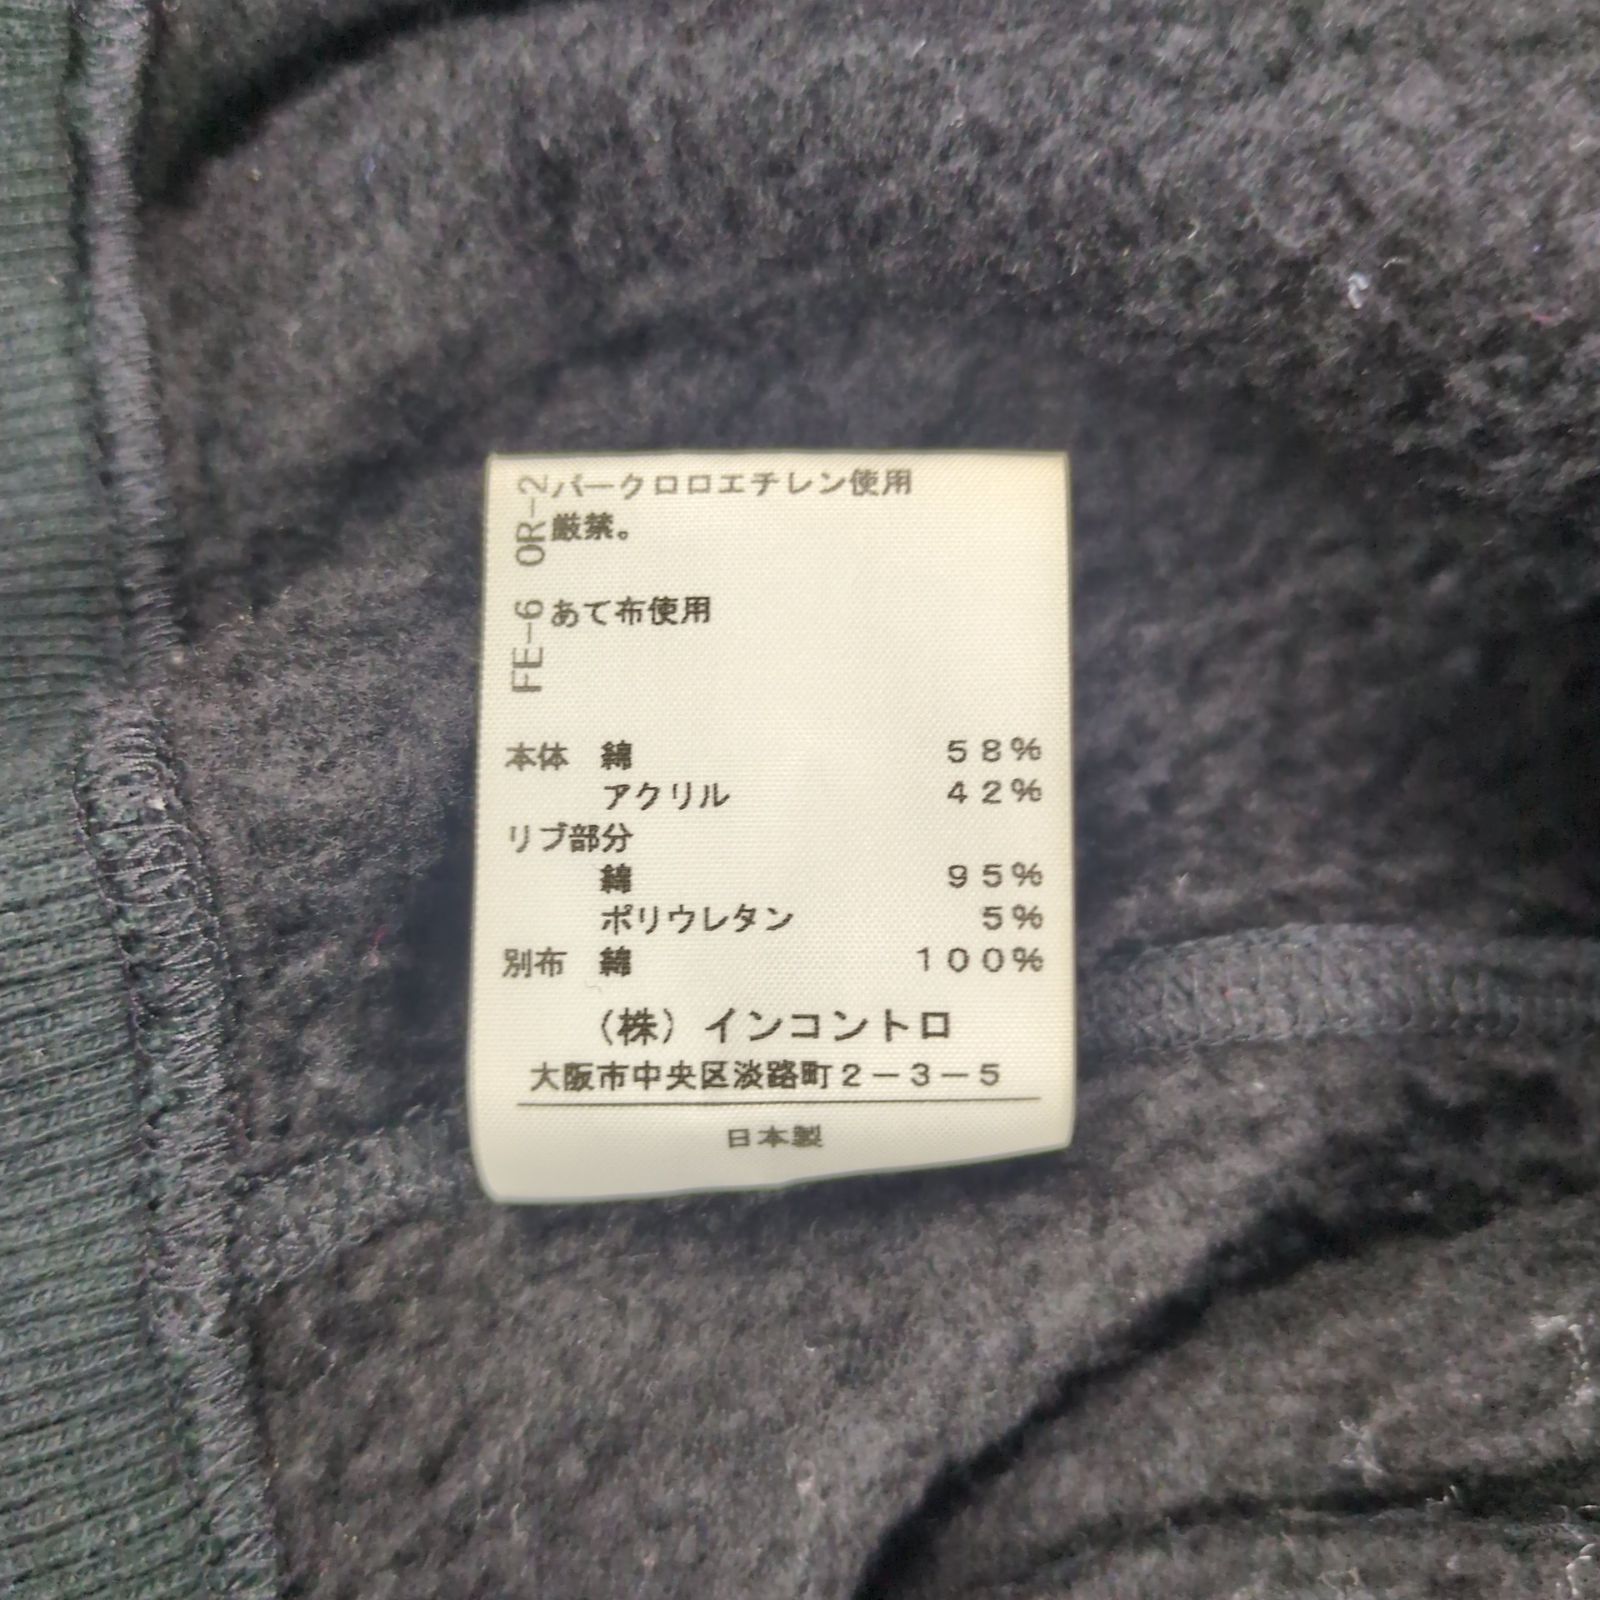 OR-2 パークロロエチレン使用
厳禁。
FE-6 あて布使用
本体 綿 58%
アクリル 42%
リブ部分
綿 95%
ポリウレタン 5%
別布 綿 100%
(株) インコントロ
大阪市中央区淡路町2-3-5
日本製